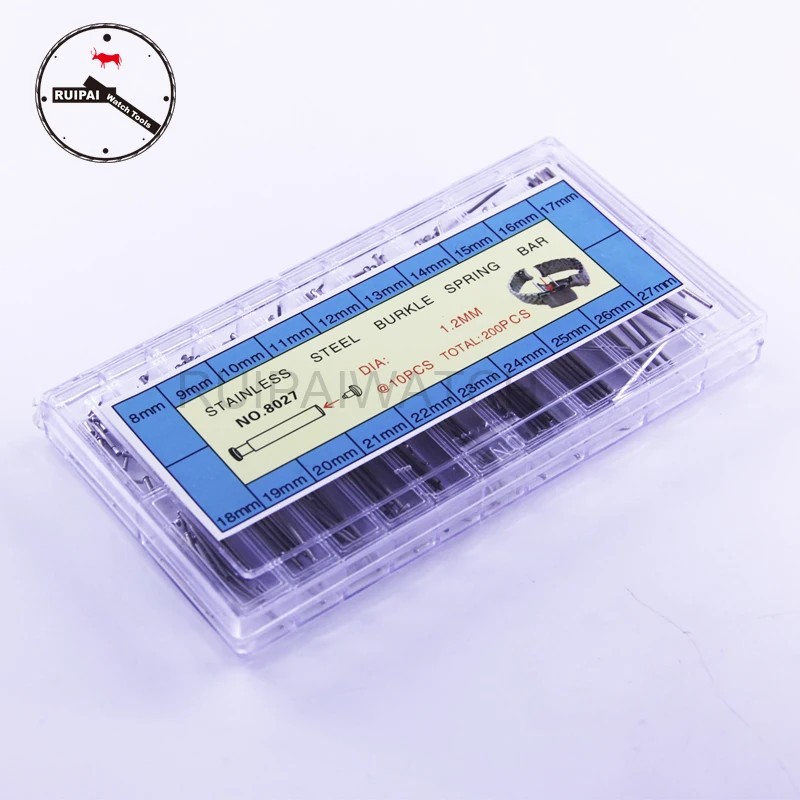 RUIPAI
Watch Tools
8mm 9mm 10mm 11mm 12mm 13mm 14mm 15mm 16mm 17mm
STAINLESS STEEL BURKLE SPRING BAR
NO.8027
DIA: 1.2MM
@10PCS TOTAL:200PCS
18mm 19mm 20mm 21mm 22mm 23mm 24mm 25mm 26mm 27mm
RUIPAIWATCH